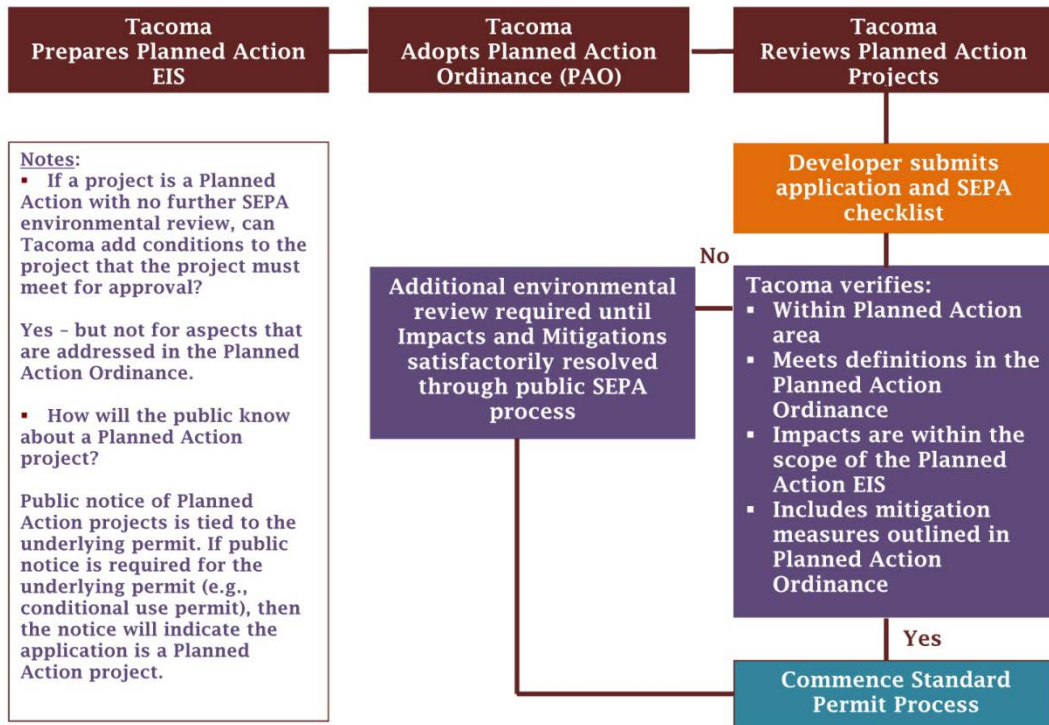 Tacoma
Prepares Planned Action
EIS
Tacoma
Adopts Planned Action
Ordinance (PAO)
Tacoma
Reviews Planned Action
Projects
Notes:
▪ If a project is a Planned
Action with no further SEPA
environmental review, can
Tacoma add conditions to the
project that the project must
meet for approval?
Yes – but not for aspects that
are addressed in the Planned
Action Ordinance.
▪ How will the public know
about a Planned Action
project?
Public notice of Planned
Action projects is tied to the
underlying permit. If public
notice is required for the
underlying permit (e.g.,
conditional use permit), then
the notice will indicate the
application is a Planned
Action project.
Developer submits
application and SEPA
checklist
No
Additional environmental
review required until
Impacts and Mitigations
satisfactorily resolved
through public SEPA
process
Tacoma verifies:
▪ Within Planned Action
area
▪ Meets definitions in the
Planned Action
Ordinance
▪ Impacts are within the
scope of the Planned
Action EIS
▪ Includes mitigation
measures outlined in
Planned Action
Ordinance
Yes
Commence Standard
Permit Process